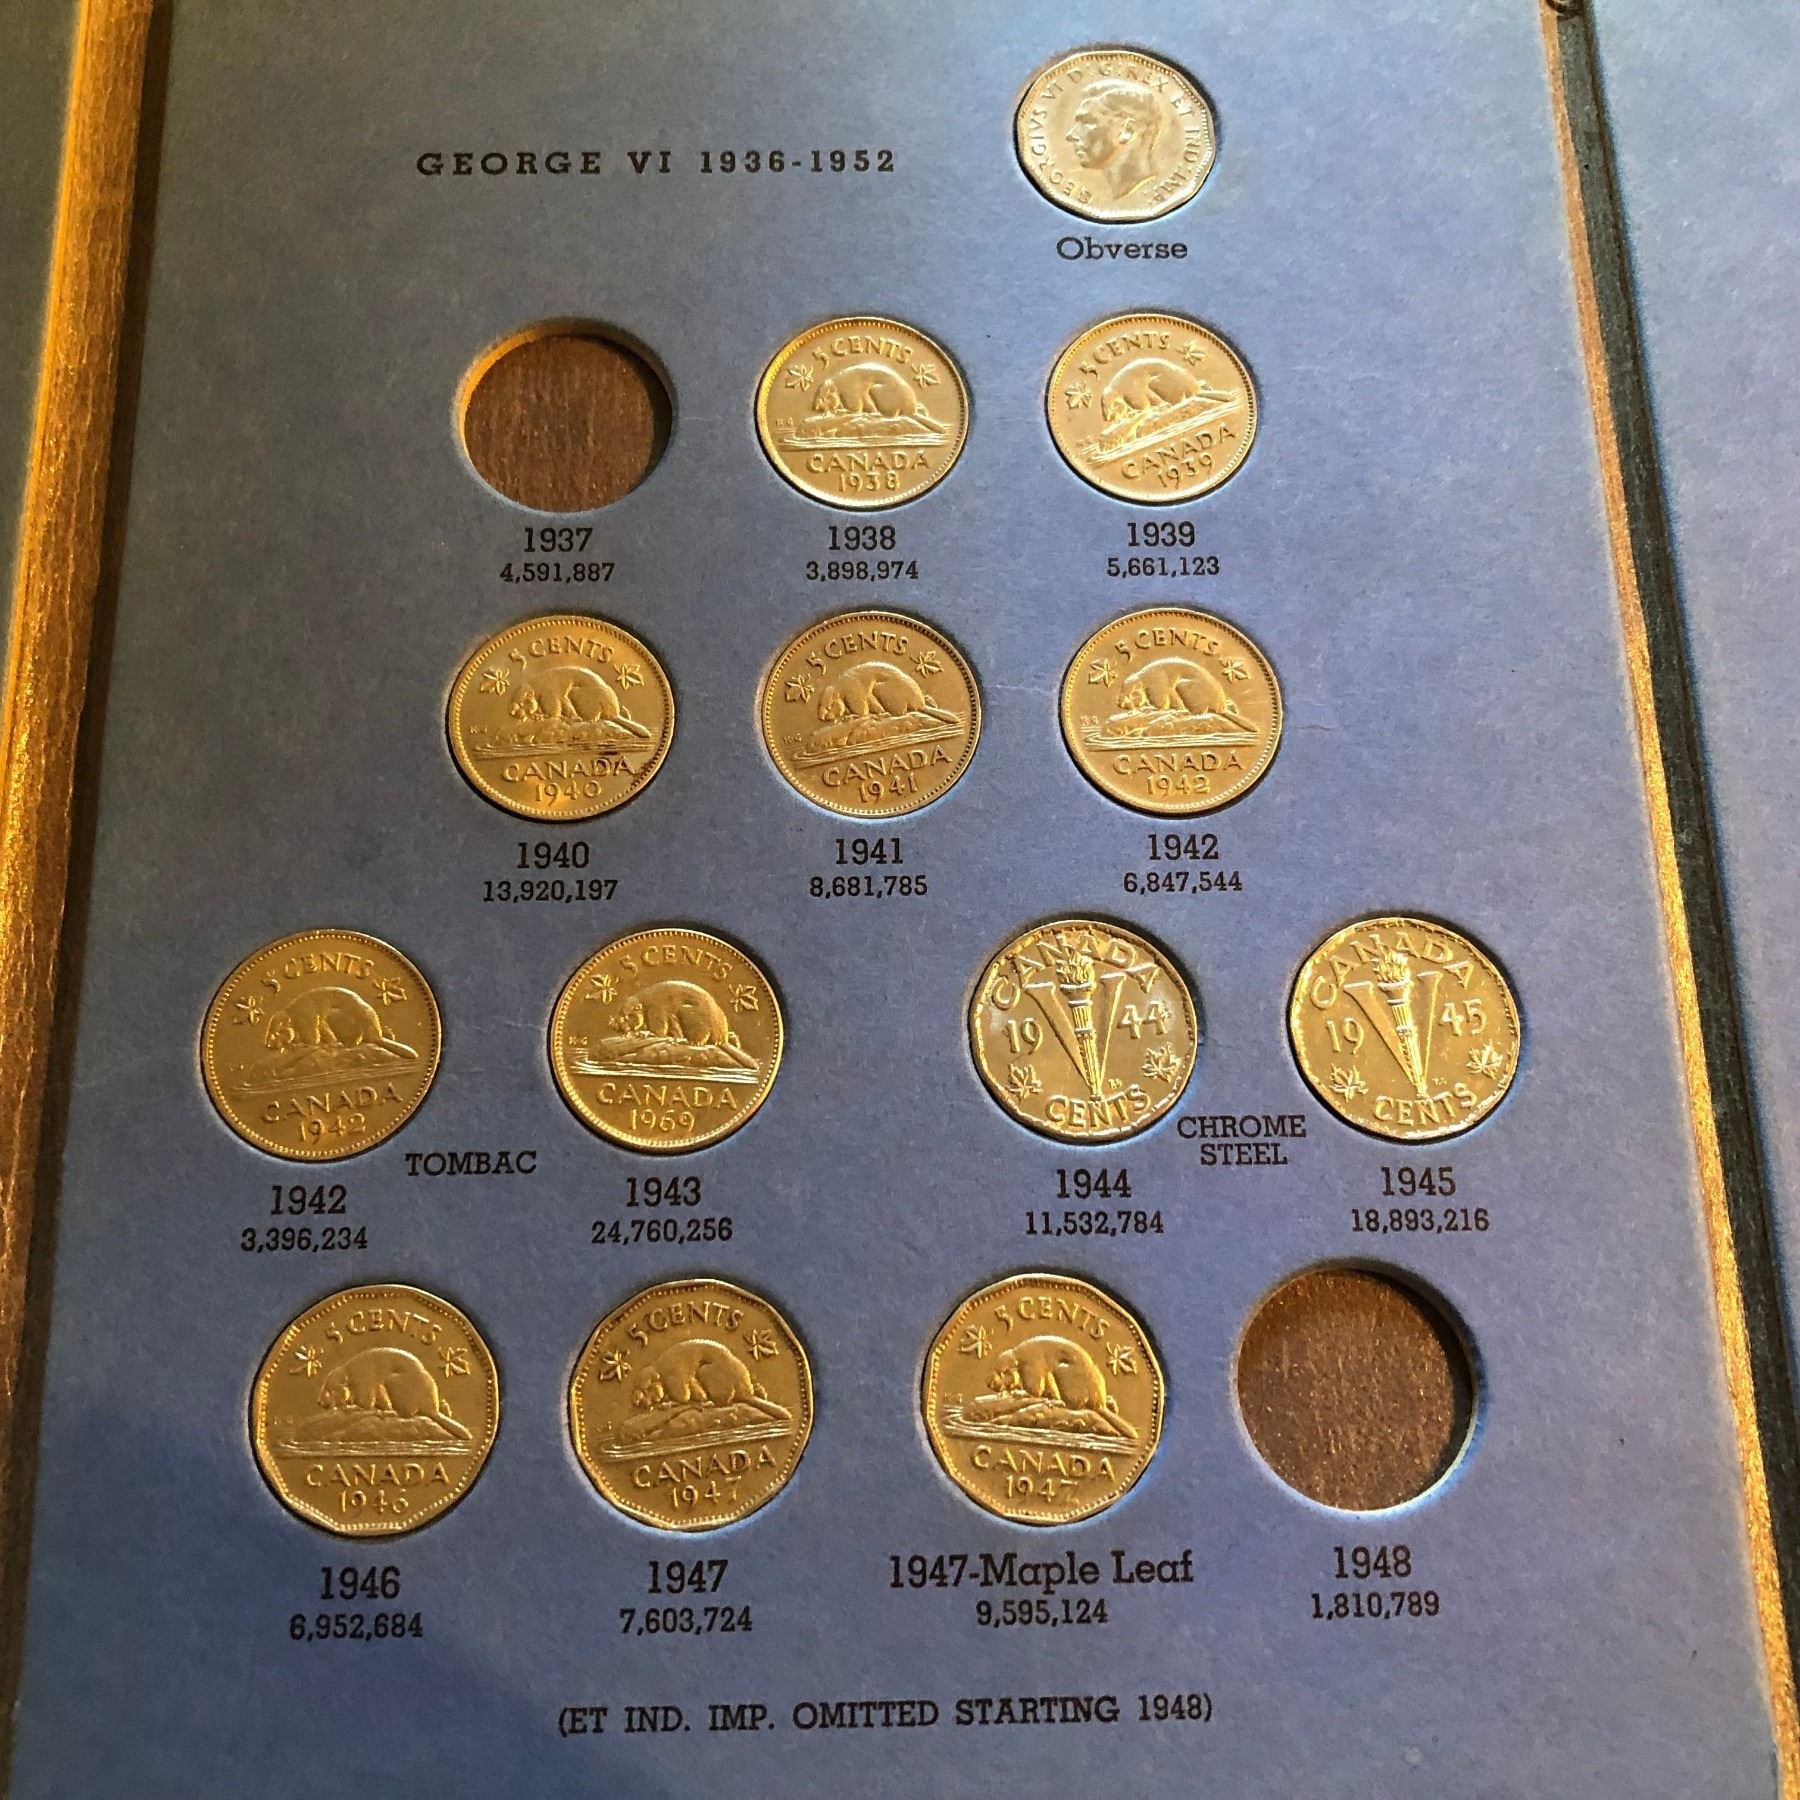 GEORGIVS VI D:G:REX ET IND:IMP:
GEORGE VI 1936-1952
Obverse
5 CENTS
K·G
CANADA
1938
5 CENTS
CANADA
1939
1937
1938
1939
4,591,887
3,898,974
5,661,123
5 CENTS
K·G
CANADA
1940
5 CENTS
K·G
CANADA
1941
5 CENTS
K·G
CANADA
1942
1940
1941
1942
13,920,197
8,681,785
6,847,544
5 CENTS
CANADA
1942
5 CENTS
K·G
CANADA
1969
CANADA
19 44
CENTS
CANADA
19 45
CENTS
TOMBAC
CHROME
STEEL
1942
1943
1944
1945
3,396,234
24,760,256
11,532,784
18,893,216
5 CENTS
K·G
CANADA
1946
5 CENTS
CANADA
1947
5 CENTS
K·G
CANADA
1947
1946
1947
1947-Maple Leaf
1948
6,952,684
7,603,724
9,595,124
1,810,789
(ET IND. IMP. OMITTED STARTING 1948)